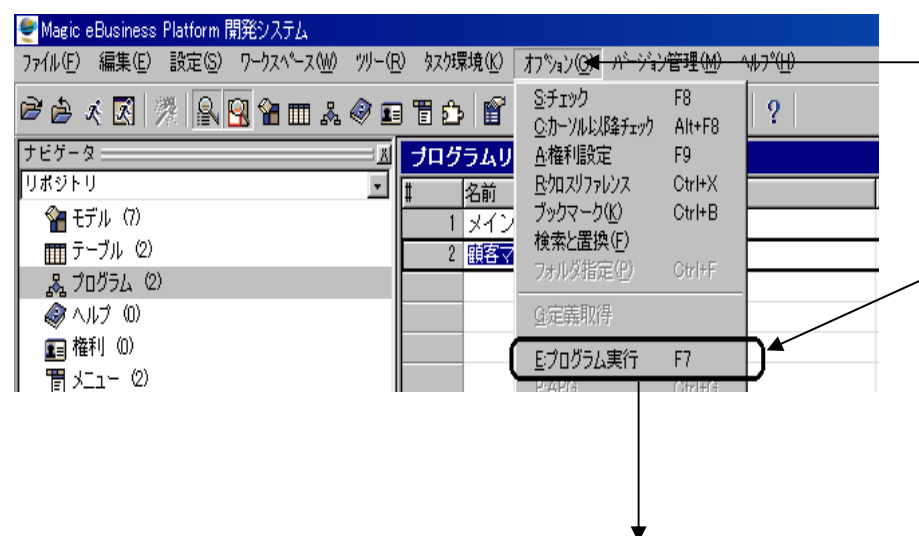 Magic eBusiness Platform 開発システム
ファイル(F) 編集(E) 設定(S) ワークスペース(W) ツリー(R) タスク環境(K) オプション(O) バージョン管理(M) ヘルプ(H)
ナビゲータ
リポジトリ
モデル (7)
テーブル (2)
プログラム (2)
ヘルプ (0)
権利 (0)
メニュー (2)
プログラムリ
# 名前
1 メイン
2 顧客マ
S:チェック F8
C:カーソル以降チェック Alt+F8
A:権利設定 F9
R:クロスリファレンス Ctrl+X
ブックマーク(K) Ctrl+B
検索と置換(F)
フォルダ指定(P) Ctrl+F
G:定義取得
E:プログラム実行 F7
P:APG Ctrl+G